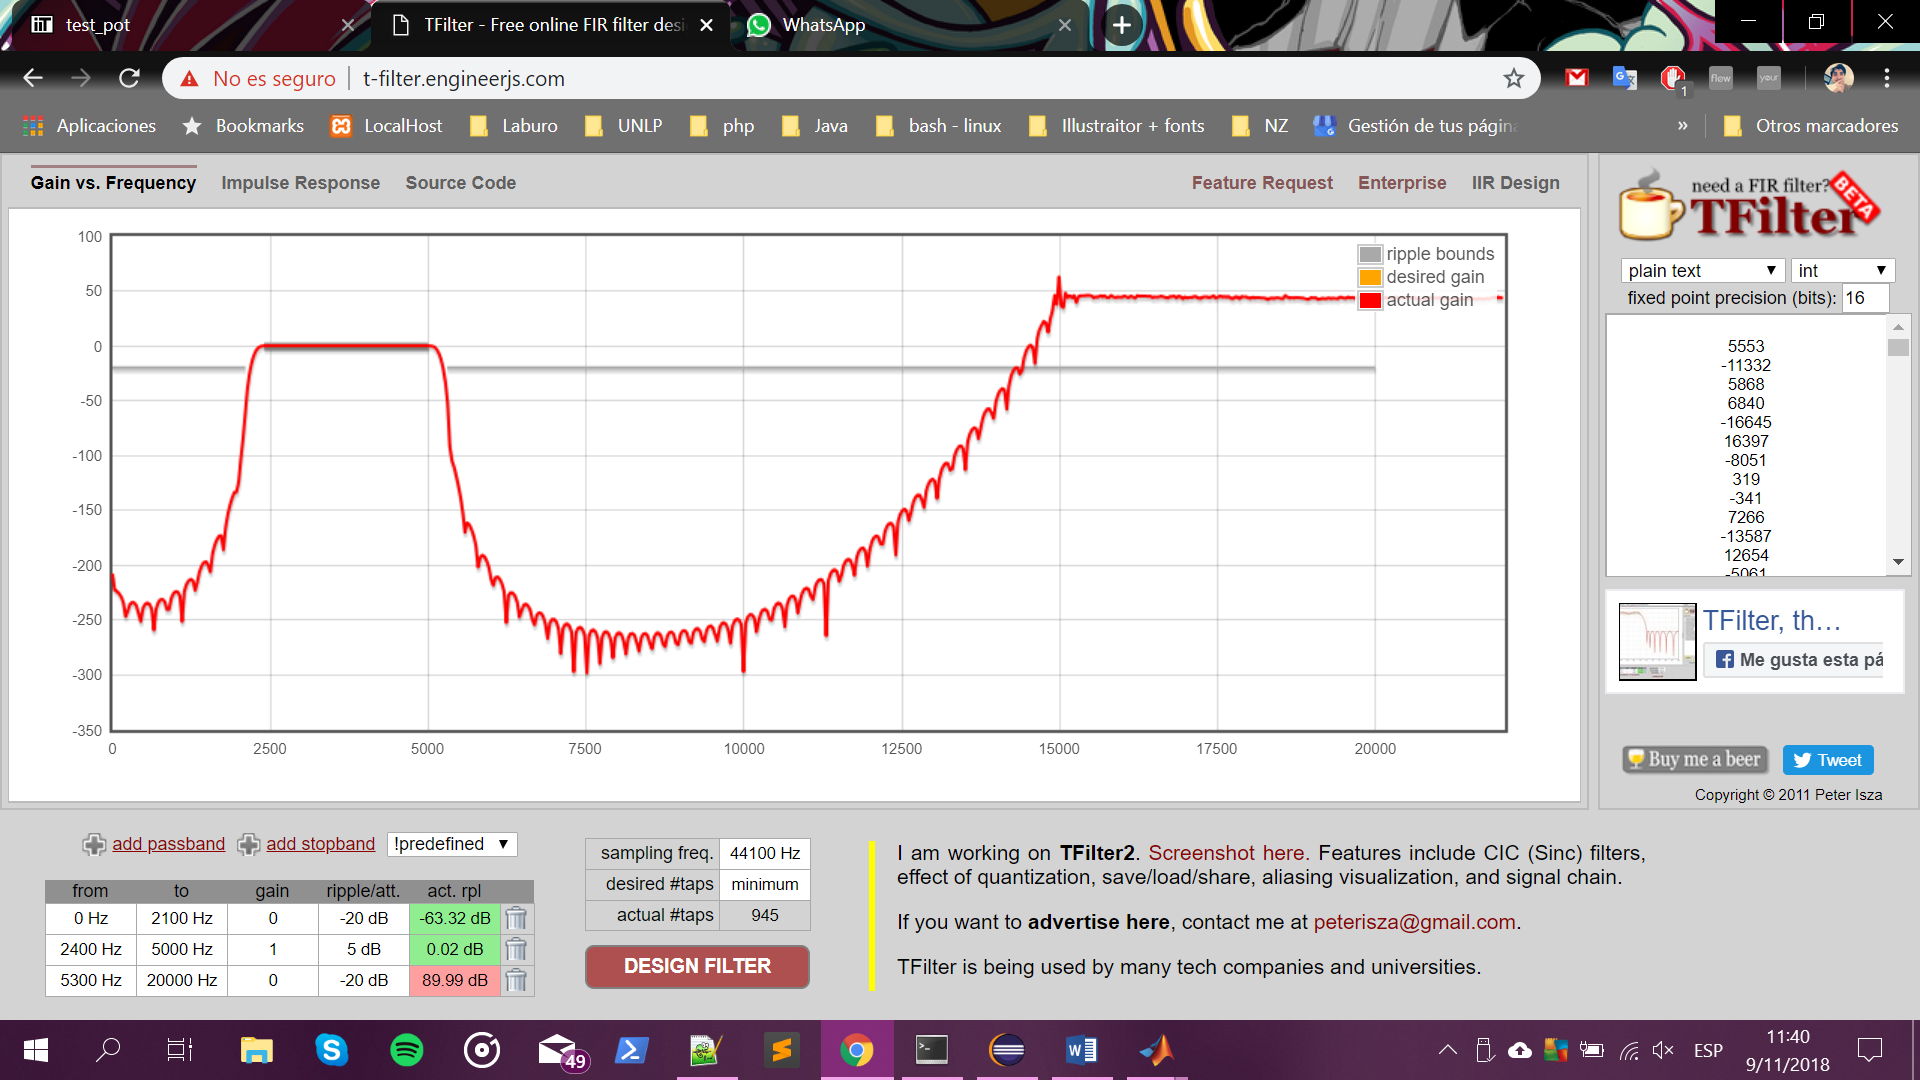 test_pot
TFilter - Free online FIR filter desi
WhatsApp
No es seguro
t-filter.engineerjs.com
1
flew
your
Aplicaciones
Bookmarks
LocalHost
Laburo
UNLP
php
Java
bash - linux
Illustraitor + fonts
NZ
Gestión de tus págin
»
Otros marcadores
Gain vs. Frequency
Impulse Response
Source Code
Feature Request
Enterprise
IIR Design
ripple bounds
desired gain
actual gain
100
50
0
-50
-100
-150
-200
-250
-300
-350
0
2500
5000
7500
10000
12500
15000
17500
20000
need a FIR filter?
BETA
TFilter
plain text
int
fixed point precision (bits): 16
5553
-11332
5868
6840
-16645
16397
-8051
319
-341
7266
-13587
12654
-5061
TFilter, th...
Me gusta esta pá
Buy me a beer
Tweet
Copyright © 2011 Peter Isza
add passband
add stopband
!predefined
from to gain ripple/att. act. rpl
0 Hz 2100 Hz 0 -20 dB -63.32 dB
2400 Hz 5000 Hz 1 5 dB 0.02 dB
5300 Hz 20000 Hz 0 -20 dB 89.99 dB
sampling freq. 44100 Hz
desired #taps minimum
actual #taps 945
DESIGN FILTER
I am working on TFilter2. Screenshot here. Features include CIC (Sinc) filters,
effect of quantization, save/load/share, aliasing visualization, and signal chain.
If you want to advertise here, contact me at peterisza@gmail.com.
TFilter is being used by many tech companies and universities.
49
ESP
11:40
9/11/2018